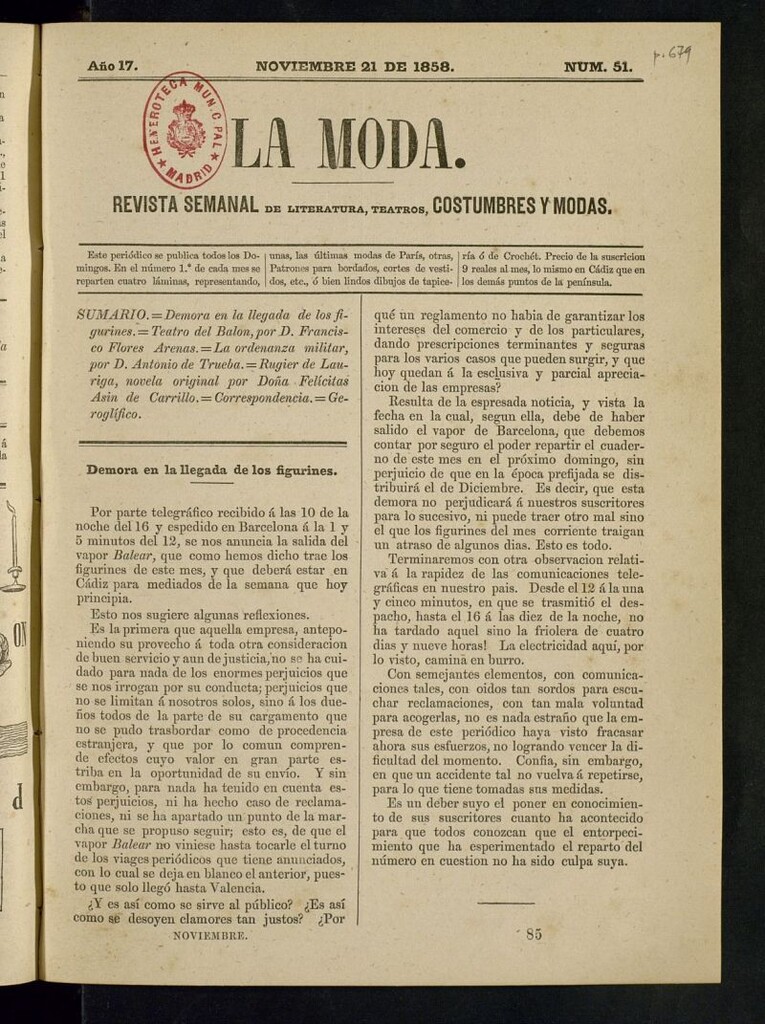 p. 679
Año 17.
NOVIEMBRE 21 DE 1858.
NUM. 51.
HEMEROTECA MUNICIPAL
★ MADRID ★
LA MODA.
REVISTA SEMANAL DE LITERATURA, TEATROS, COSTUMBRES Y MODAS.
Este periódico se publica todos los Do-
mingos. En el número 1.º de cada mes se
reparten cuatro láminas, representando,
unas, las últimas modas de París, otras,
Patrones para bordados, cortes de vesti-
dos, etc., ó bien lindos dibujos de tapice-
ría ó de Crochét. Precio de la suscricion
9 reales al mes, lo mismo en Cádiz que en
los demás puntos de la península.
SUMARIO.=Demora en la llegada de los fi-
gurines.=Teatro del Balon, por D. Francis-
co Flores Arenas.=La ordenanza militar,
por D. Antonio de Trueba.=Rugier de Lau-
riga, novela original por Doña Felícitas
Asin de Carrillo.=Correspondencia.=Ge-
roglífico.
Demora en la llegada de los figurines.
Por parte telegráfico recibido á las 10 de la
noche del 16 y espedido en Barcelona á la 1 y
5 minutos del 12, se nos anuncia la salida del
vapor Balear, que como hemos dicho trae los
figurines de este mes, y que deberá estar en
Cádiz para mediados de la semana que hoy
principia.
Esto nos sugiere algunas reflexiones.
Es la primera que aquella empresa, antepo-
niendo su provecho á toda otra consideracion
de buen servicio y aun de justicia, no se ha cui-
dado para nada de los enormes perjuicios que
se nos irrogan por su conducta; perjuicios que
no se limitan á nosotros solos, sinó á los due-
ños todos de la parte de su cargamento que
no se pudo trasbordar como de procedencia
estranjera, y que por lo comun compren-
de efectos cuyo valor en gran parte es-
triba en la oportunidad de su envío. Y sin
embargo, para nada ha tenido en cuenta es-
tos perjuicios, ni ha hecho caso de reclama-
ciones, ni se ha apartado un punto de la mar-
cha que se propuso seguir; esto es, de que el
vapor Balear no viniese hasta tocarle el turno
de los viages periódicos que tiene anunciados,
con lo cual se deja en blanco el anterior, pues-
to que solo llegó hasta Valencia.
¿Y es así como se sirve al público? ¿Es así
como se desoyen clamores tan justos? ¿Por
NOVIEMBRE.
qué un reglamento no habia de garantizar los
intereses del comercio y de los particulares,
dando prescripciones terminantes y seguras
para los varios casos que pueden surgir, y que
hoy quedan á la esclusiva y parcial aprecia-
cion de las empresas?
Resulta de la espresada noticia, y vista la
fecha en la cual, segun ella, debe de haber
salido el vapor de Barcelona, que debemos
contar por seguro el poder repartir el cuader-
no de este mes en el próximo domingo, sin
perjuicio de que en la época prefijada se dis-
tribuirá el de Diciembre. Es decir, que esta
demora no perjudicará á nuestros suscritores
para lo sucesivo, ni puede traer otro mal sino
el que los figurines del mes corriente traigan
un atraso de algunos dias. Esto es todo.
Terminaremos con otra observacion relati-
va á la rapidez de las comunicaciones tele-
gráficas en nuestro pais. Desde el 12 á la una
y cinco minutos, en que se trasmitió el des-
pacho, hasta el 16 á las diez de la noche, no
ha tardado aquel sino la friolera de cuatro
dias y nueve horas! La electricidad aquí, por
lo visto, camina en burro.
Con semejantes elementos, con comunica-
ciones tales, con oidos tan sordos para escu-
char reclamaciones, con tan mala voluntad
para acogerlas, no es nada estraño que la em-
presa de este periódico haya visto fracasar
ahora sus esfuerzos, no logrando vencer la di-
ficultad del momento. Confia, sin embargo,
en que un accidente tal no vuelva á repetirse,
para lo que tiene tomadas sus medidas.
Es un deber suyo el poner en conocimien-
to de sus suscritores cuanto ha acontecido
para que todos conozcan que el entorpeci-
miento que ha esperimentado el reparto del
número en cuestion no ha sido culpa suya.
85